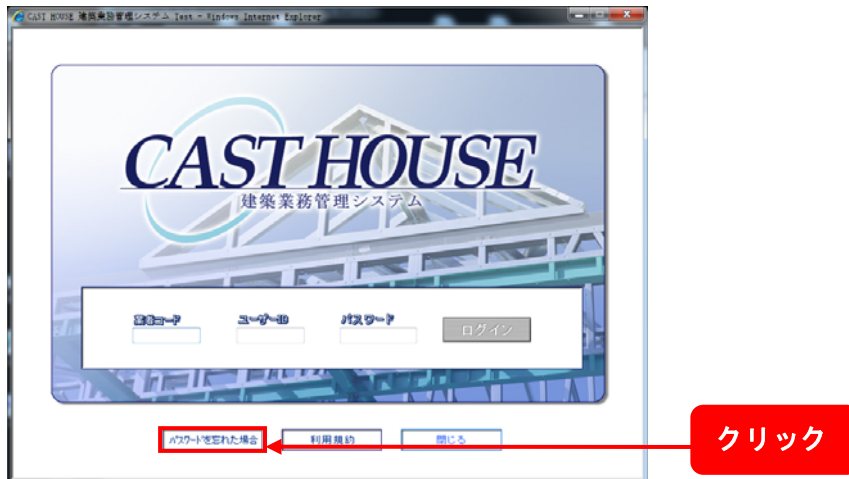 CAST HOUSE 建築業務管理システム Test - Windows Internet Explorer
CAST HOUSE
建築業務管理システム
業者コード ユーザーID パスワード
ログイン
パスワードを忘れた場合 利用規約 閉じる
クリック